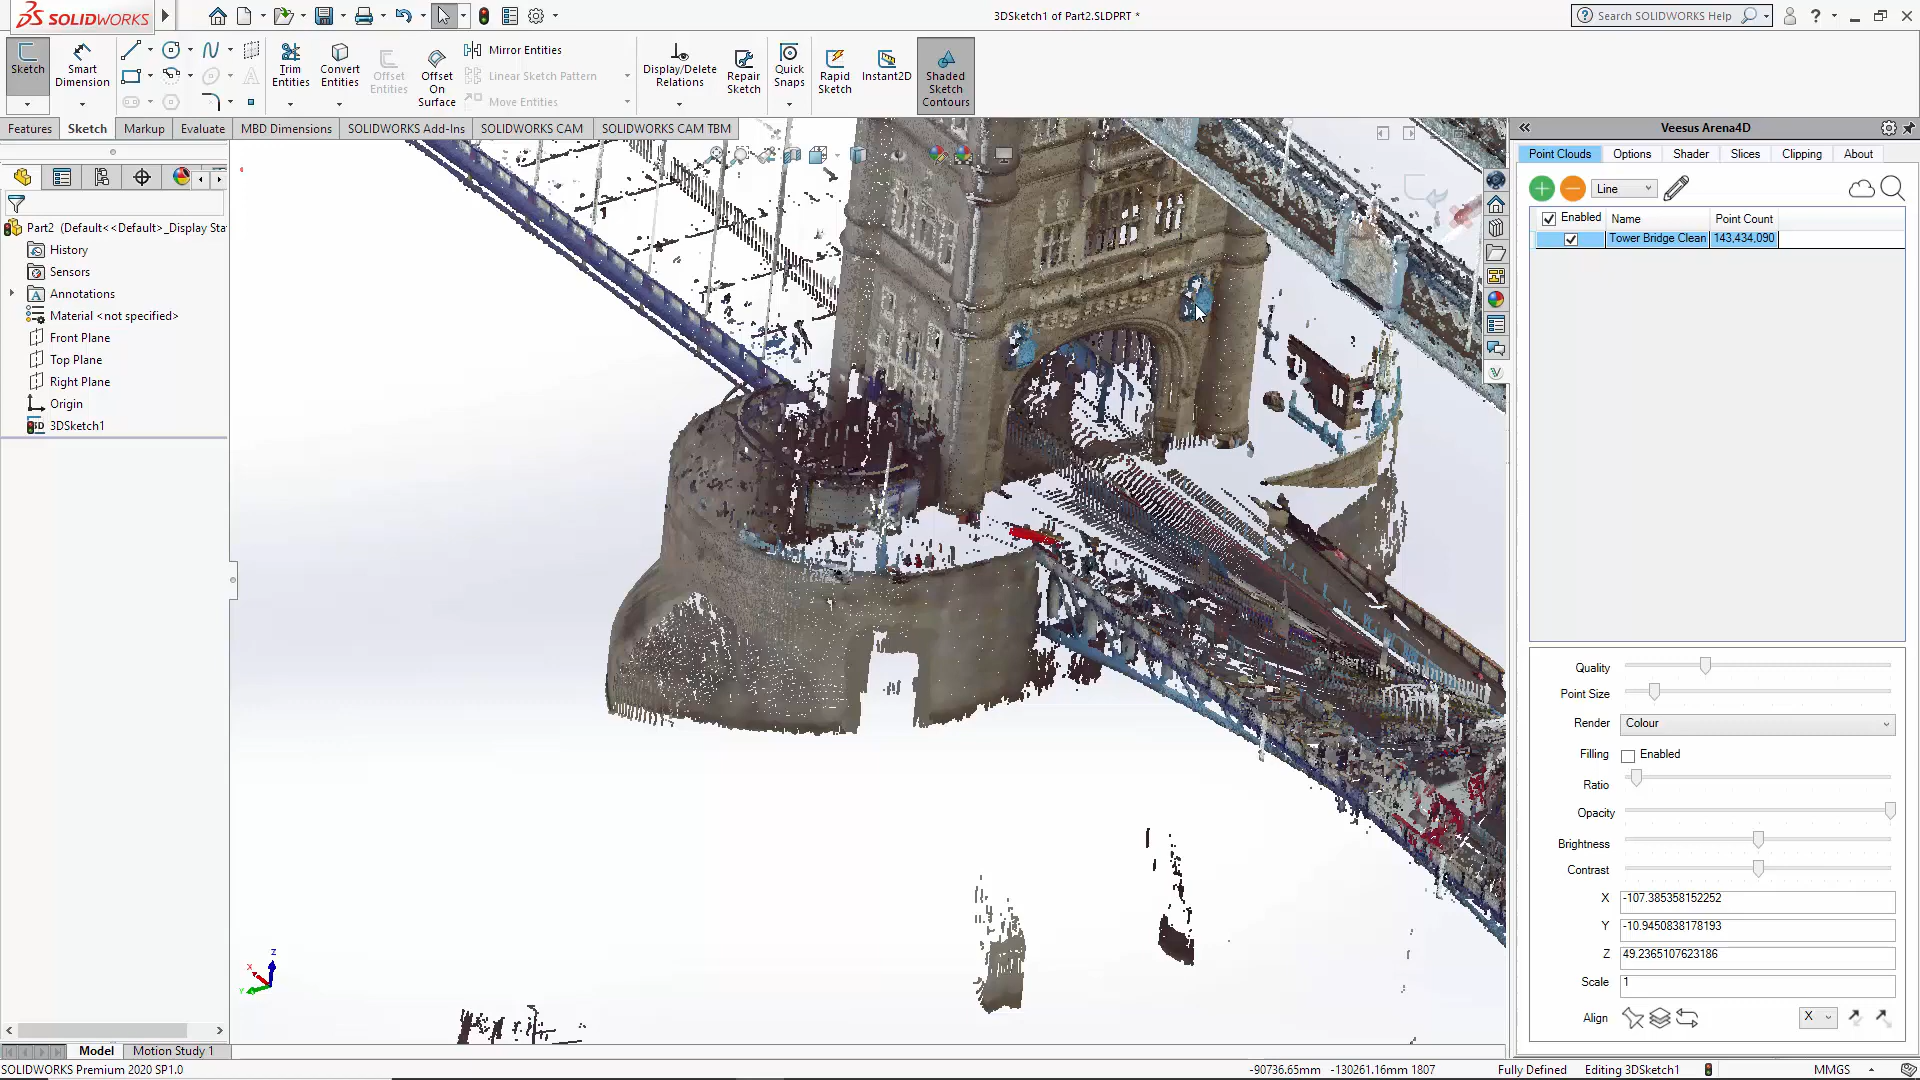 SOLIDWORKS
3DSketch1 of Part2.SLDPRT *
Search SOLIDWORKS Help
Sketch
Smart Dimension
Trim Entities
Convert Entities
Offset Entities
Offset On Surface
Mirror Entities
Linear Sketch Pattern
Move Entities
Display/Delete Relations
Repair Sketch
Quick Snaps
Rapid Sketch
Instant2D
Shaded Sketch Contours
Features
Sketch
Markup
Evaluate
MBD Dimensions
SOLIDWORKS Add-Ins
SOLIDWORKS CAM
SOLIDWORKS CAM TBM
Part2 (Default<<Default>_Display Sta
History
Sensors
Annotations
Material <not specified>
Front Plane
Top Plane
Right Plane
Origin
3DSketch1
Veesus Arena4D
Point Clouds
Options
Shader
Slices
Clipping
About
Line
Enabled Name Point Count
Tower Bridge Clean 143,434,090
Quality
Point Size
Render Colour
Filling Enabled
Ratio
Opacity
Brightness
Contrast
X -107.385358152252
Y -10.9450838178193
Z 49.2365107623186
Scale 1
Align X
Z
X
Y
Model
Motion Study 1
SOLIDWORKS Premium 2020 SP1.0
-90736.65mm -130261.16mm 1807
Fully Defined
Editing 3DSketch1
MMGS